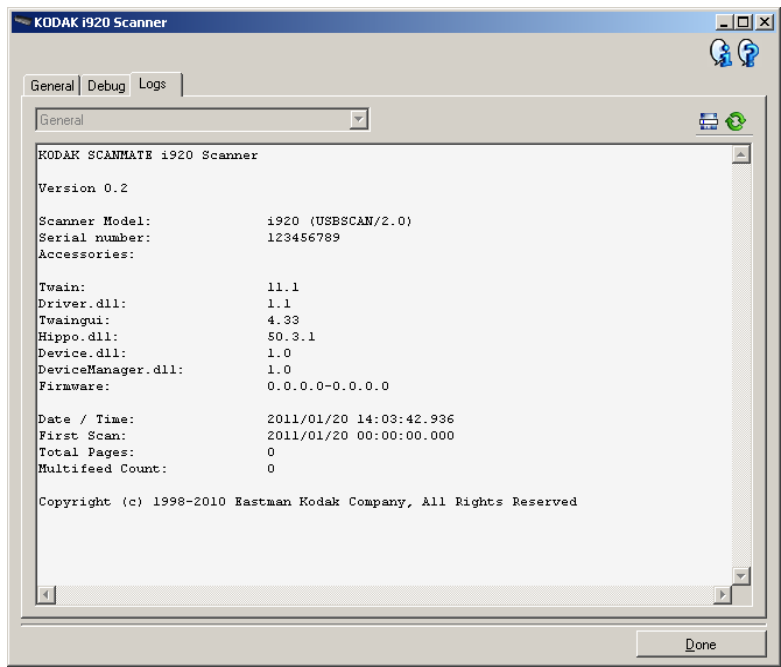 KODAK i920 Scanner
General Debug Logs
General
KODAK SCANMATE i920 Scanner
Version 0.2
Scanner Model: i920 (USBSCAN/2.0)
Serial number: 123456789
Accessories:
Twain: 11.1
Driver.dll: 1.1
Twaingui: 4.33
Hippo.dll: 50.3.1
Device.dll: 1.0
DeviceManager.dll: 1.0
Firmware: 0.0.0.0-0.0.0.0
Date / Time: 2011/01/20 14:03:42.936
First Scan: 2011/01/20 00:00:00.000
Total Pages: 0
Multifeed Count: 0
Copyright (c) 1998-2010 Eastman Kodak Company, All Rights Reserved
Done